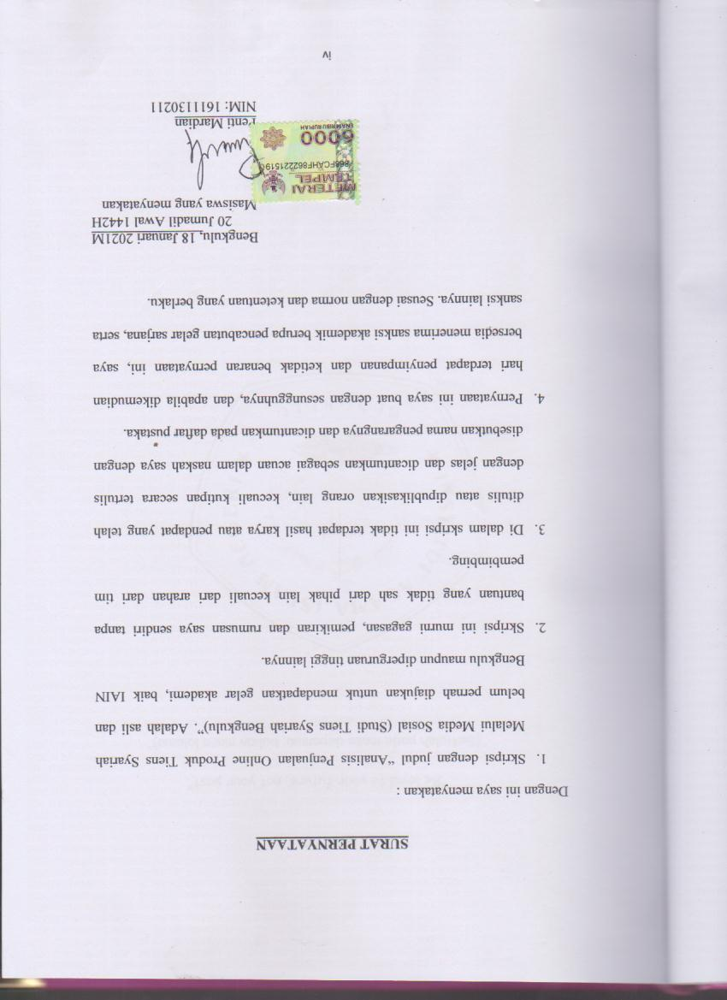 SURAT PERNYATAAN
Dengan ini saya menyatakan :
1. Skripsi dengan judul “Analisis Penjualan Online Produk Tiens Syariah
Melalui Media Sosial (Studi Tiens Syariah Bengkulu)”. Adalah asli dan
belum pernah diajukan untuk mendapatkan gelar akademi, baik IAIN
Bengkulu maupun diperguruan tinggi lainnya.
2. Skripsi ini murni gagasan, pemikiran dan rumusan saya sendiri tanpa
bantuan yang tidak sah dari pihak lain kecuali dari arahan dari tim
pembimbing.
3. Di dalam skripsi ini tidak terdapat hasil karya atau pendapat yang telah
ditulis atau dipublikasikan orang lain, kecuali kutipan secara tertulis
dengan jelas dan dicantumkan sebagai acuan dalam naskah saya dengan
disebutkan nama pengarangnya dan dicantumkan pada daftar pustaka.
4. Pernyataan ini saya buat dengan sesungguhnya, dan apabila dikemudian
hari terdapat penyimpanan dan ketidak benaran pernyataan ini, saya
bersedia menerima sanksi akademik berupa pencabutan gelar sarjana, serta
sanksi lainnya. Seusai dengan norma dan ketentuan yang berlaku.
Bengkulu, 18 Januari 2021M
20 Jumadil Awal 1442H
Masiswa yang menyatakan
METERAI
TEMPEL
868FCAHF862221519
6000
ENAM RIBU RUPIAH
Penti Mardian
NIM: 1611130211
iv